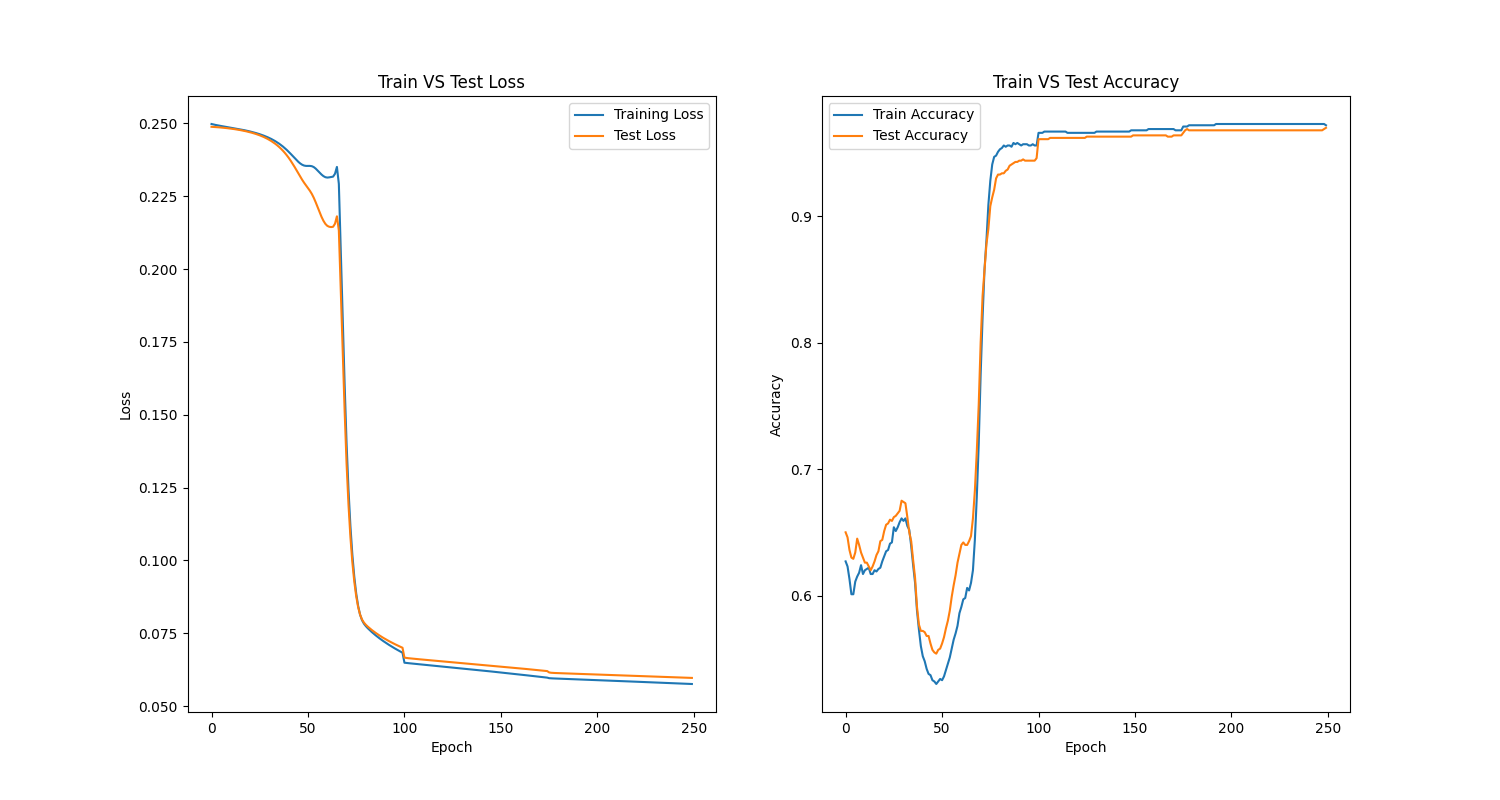 Train VS Test Loss
Training Loss
Test Loss
0.250
0.225
0.200
0.175
0.150
0.125
0.100
0.075
0.050
Loss
0 50 100 150 200 250
Epoch
Train VS Test Accuracy
Train Accuracy
Test Accuracy
0.9
0.8
0.7
0.6
Accuracy
0 50 100 150 200 250
Epoch